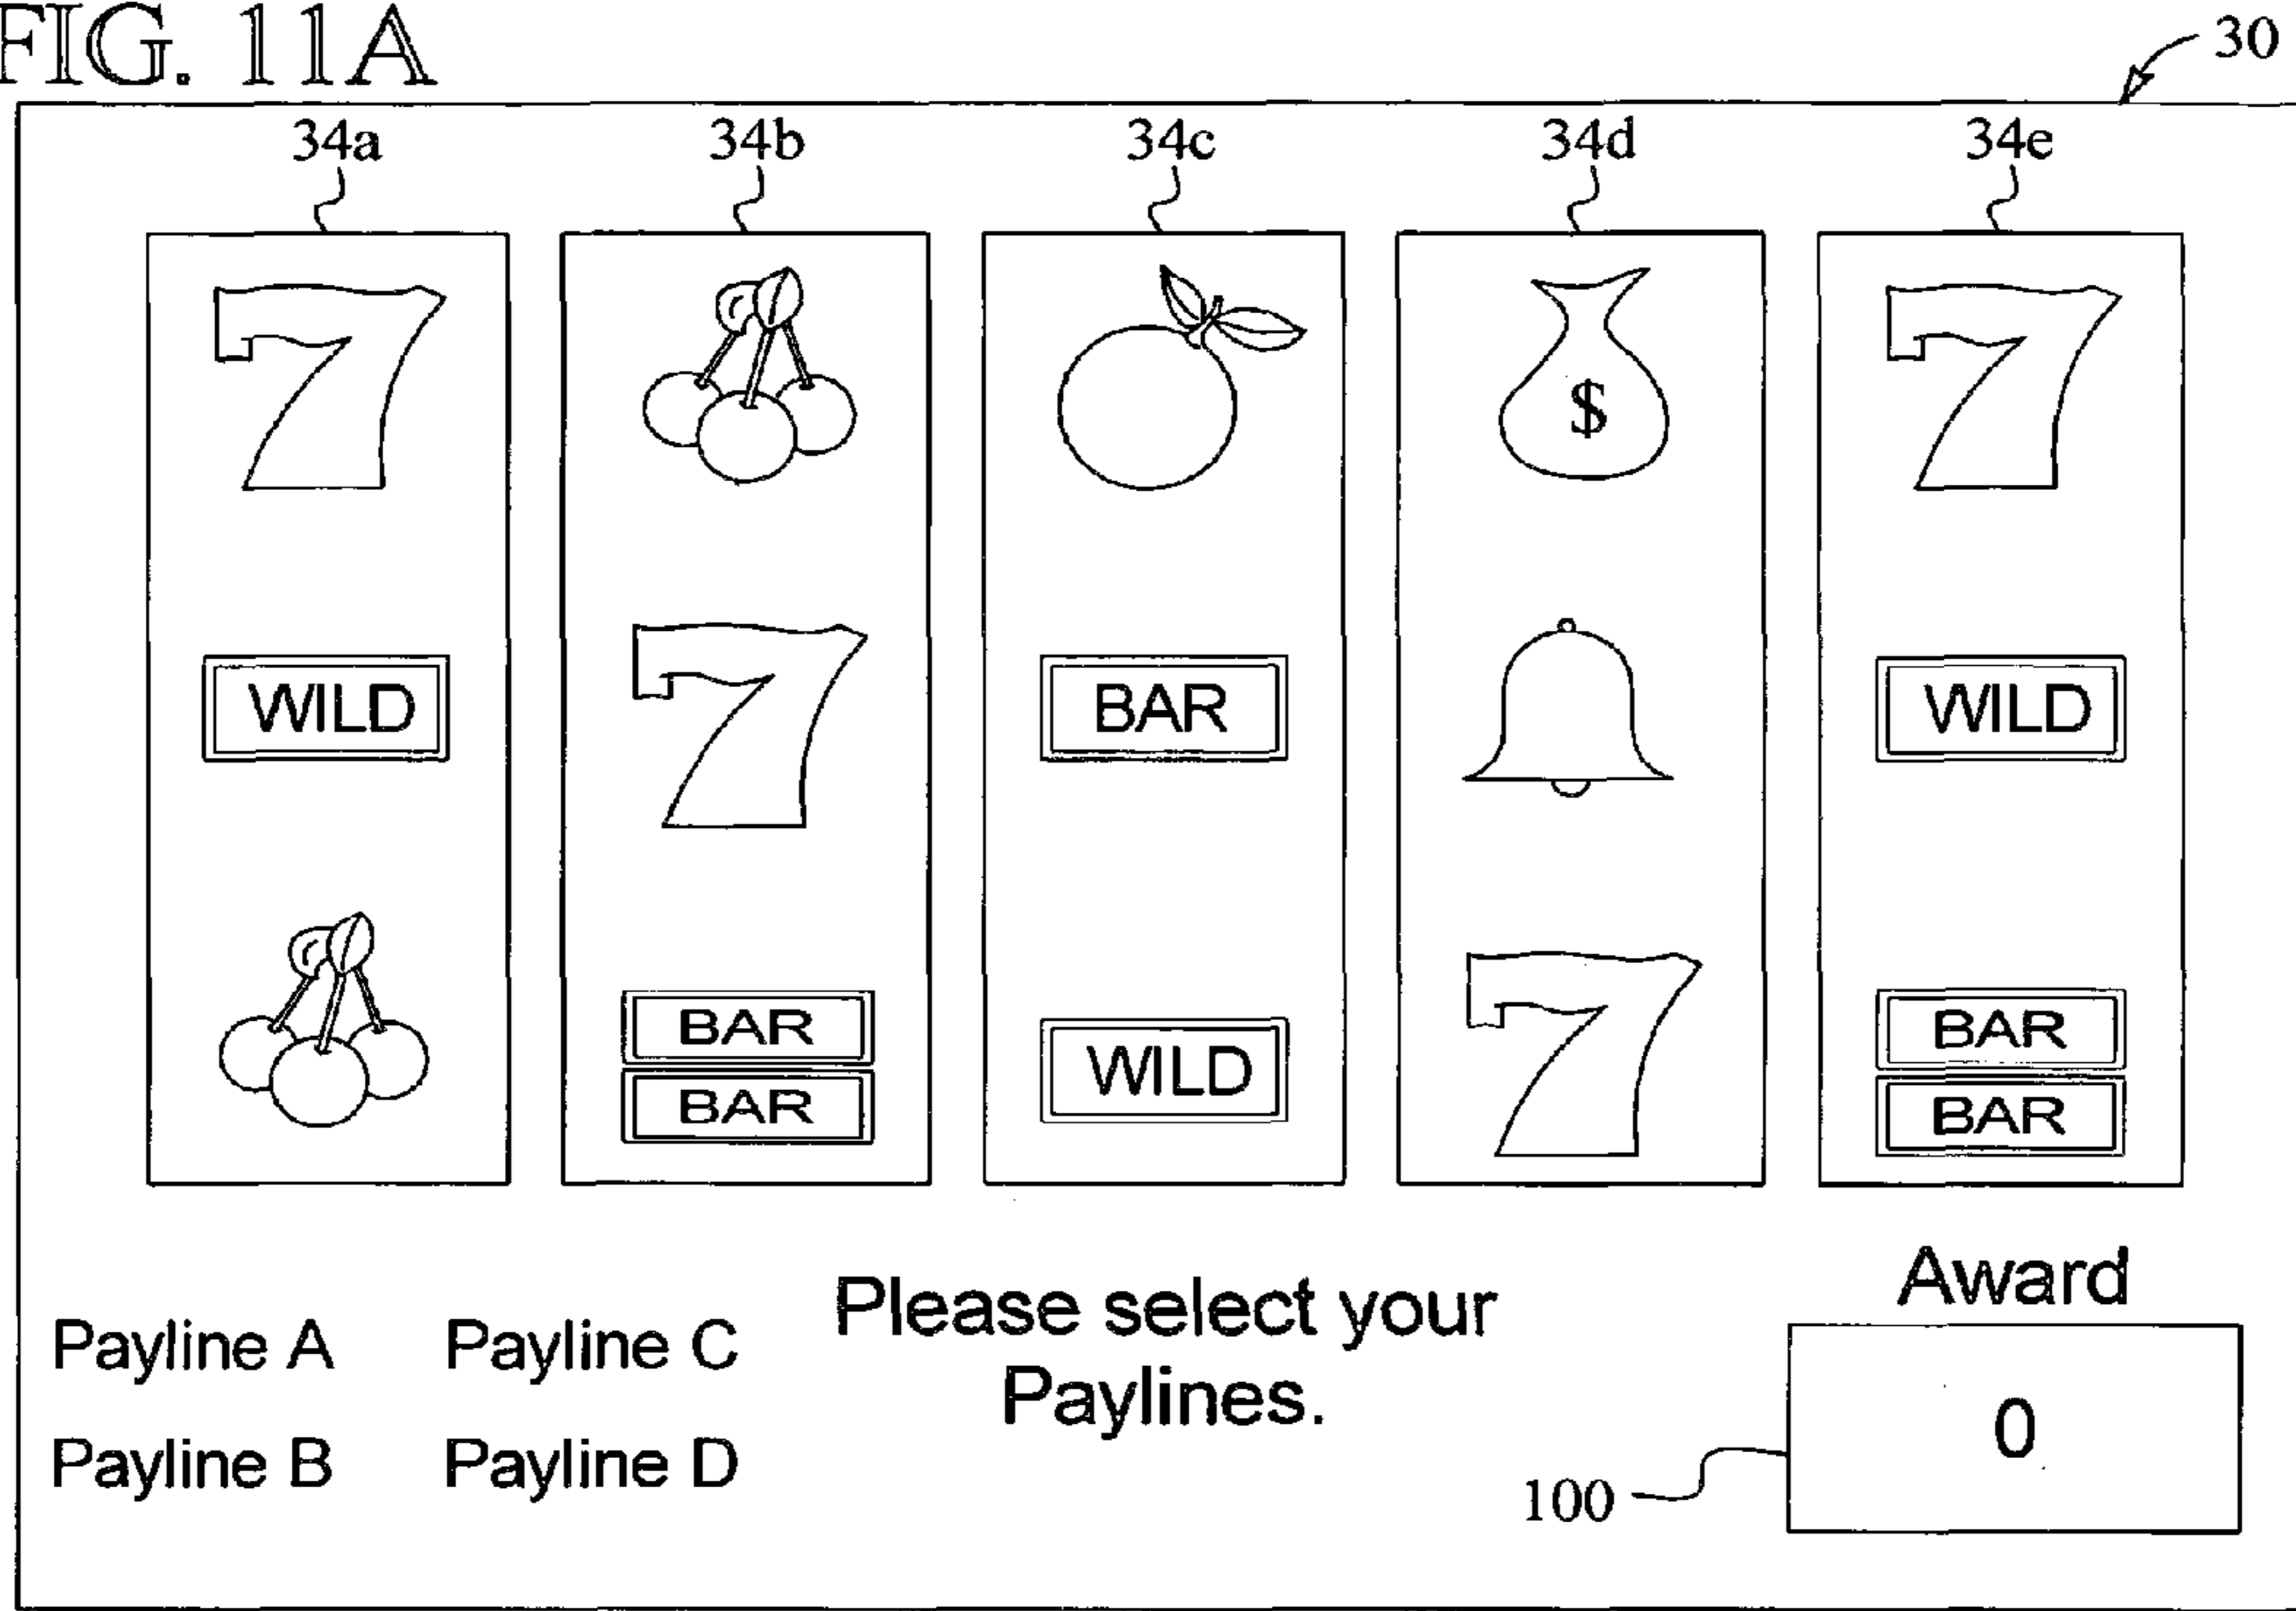 FIG. 11A
30
34a 34b 34c 34d 34e
7 $ 7
WILD 7 BAR WILD
BAR WILD 7 BAR
BAR BAR
Please select your
Paylines.
Award
Payline A Payline C
Payline B Payline D
0
100